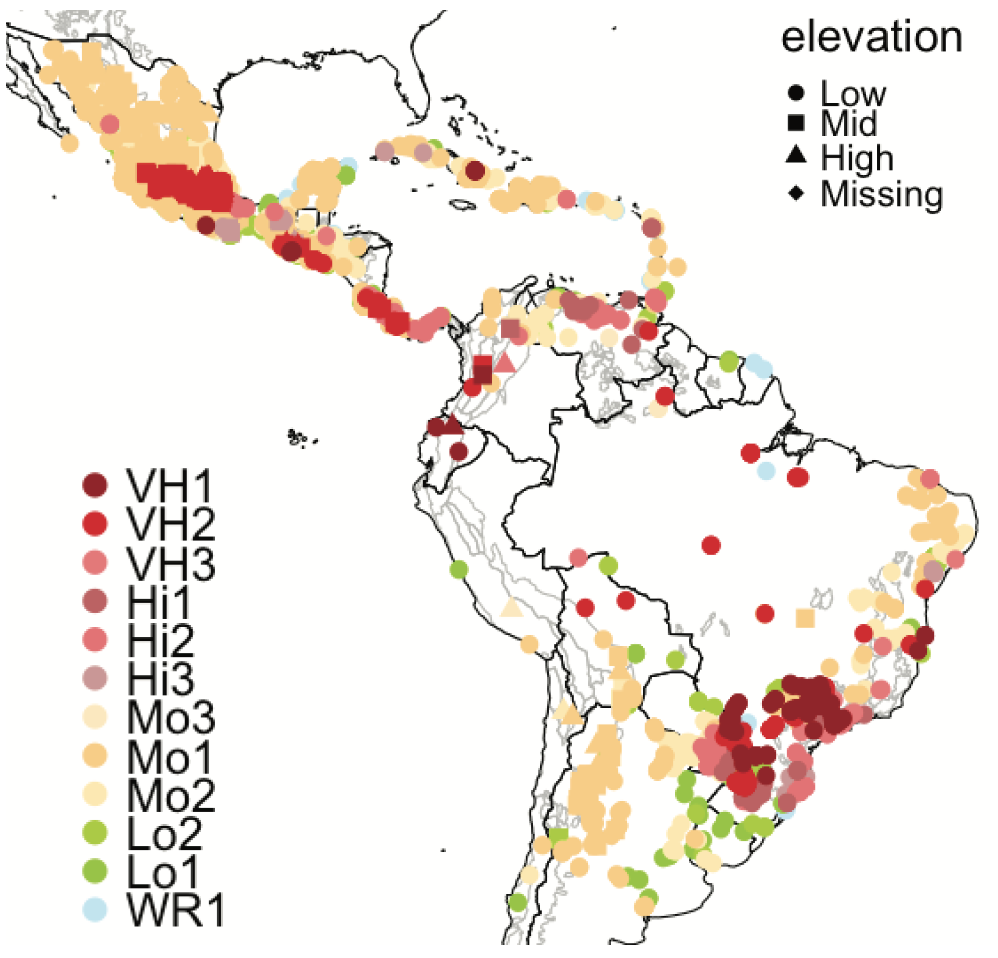 elevation
Low
Mid
High
Missing
VH1
VH2
VH3
Hi1
Hi2
Hi3
Mo3
Mo1
Mo2
Lo2
Lo1
WR1